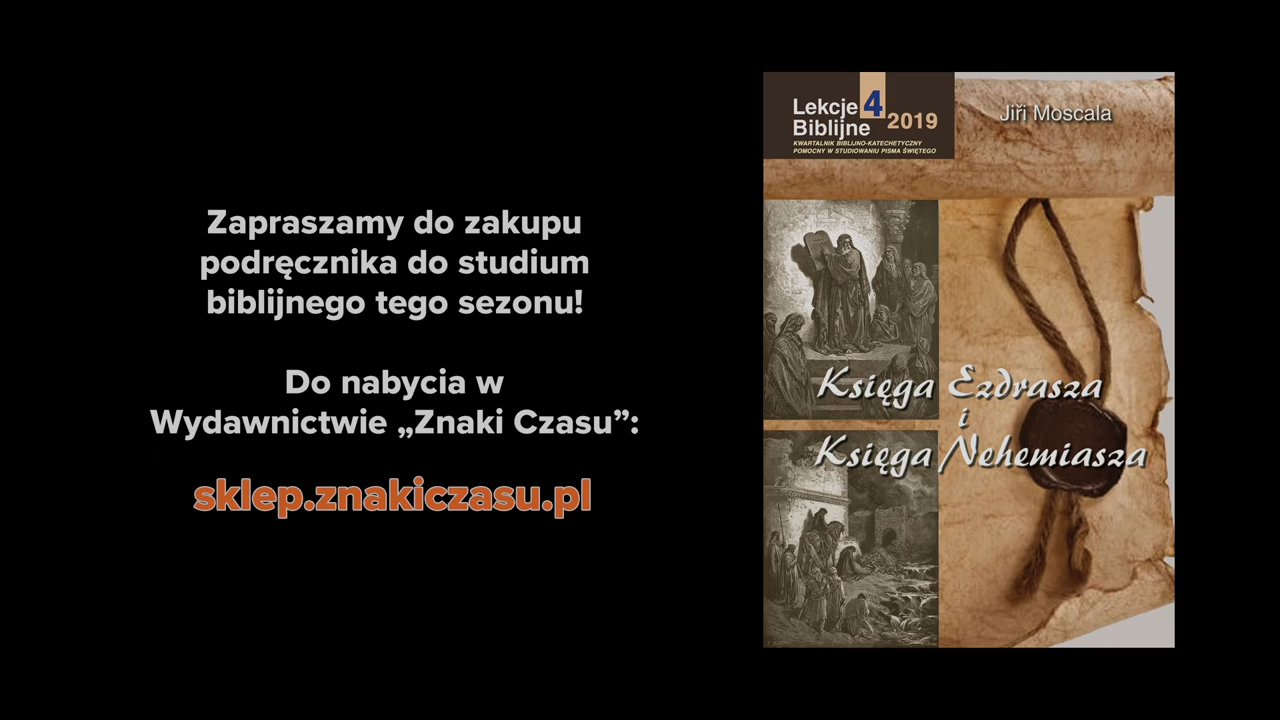 Zapraszamy do zakupu
podręcznika do studium
biblijnego tego sezonu!
Do nabycia w
Wydawnictwie „Znaki Czasu”:
sklep.znakiczasu.pl
Lekcje 4 2019
Biblijne
KWARTALNIK BIBLIJNO-KATECHETYCZNY
POMOCNY W STUDIOWANIU PISMA ŚWIĘTEGO
Jiři Moscala
Księga Ezdrasza
i
Księga Nehemiasza